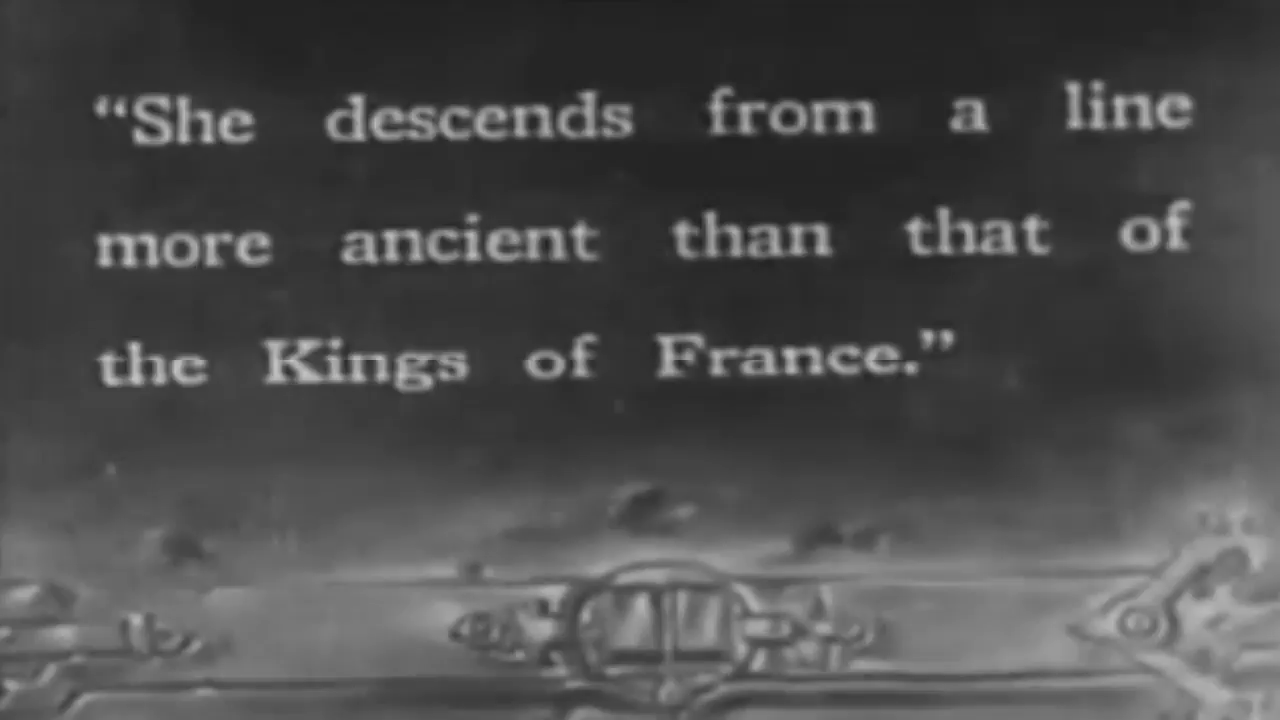 “She descends from a line
more ancient than that of
the Kings of France.”